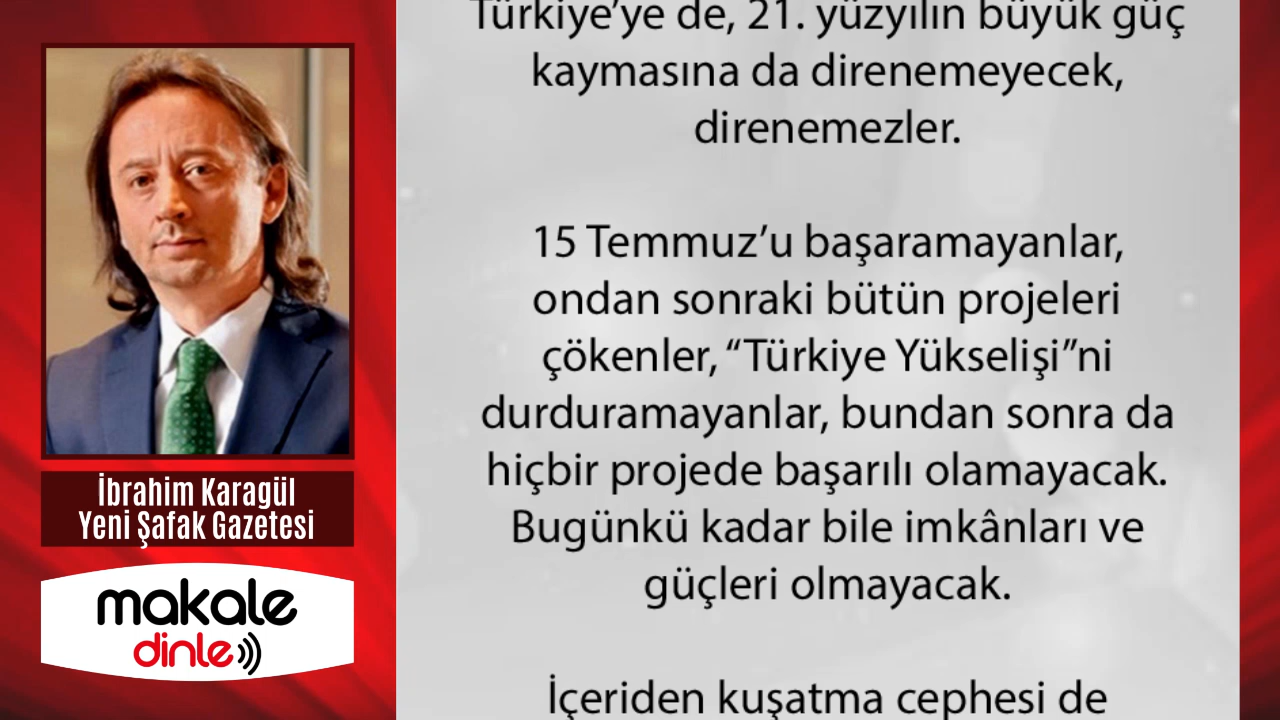 Türkiye’ye de, 21. yüzyılın büyük güç
kaymasına da direnemeyecek,
direnemezler.
15 Temmuz’u başaramayanlar,
ondan sonraki bütün projeleri
çökenler, “Türkiye Yükselişi”ni
durduramayanlar, bundan sonra da
hiçbir projede başarılı olamayacak.
Bugünkü kadar bile imkânları ve
güçleri olmayacak.
İçeriden kuşatma cephesi de
İbrahim Karagül
Yeni Şafak Gazetesi
makale
dinle